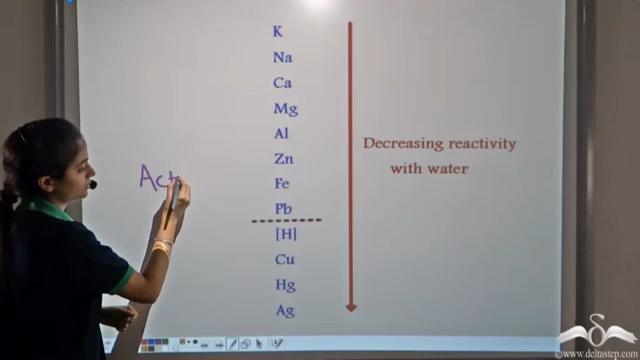 K
Na
Ca
Mg
Al
Zn
Fe
Pb
[H]
Cu
Hg
Ag
Decreasing reactivity
with water
Act
©www.deltastep.com